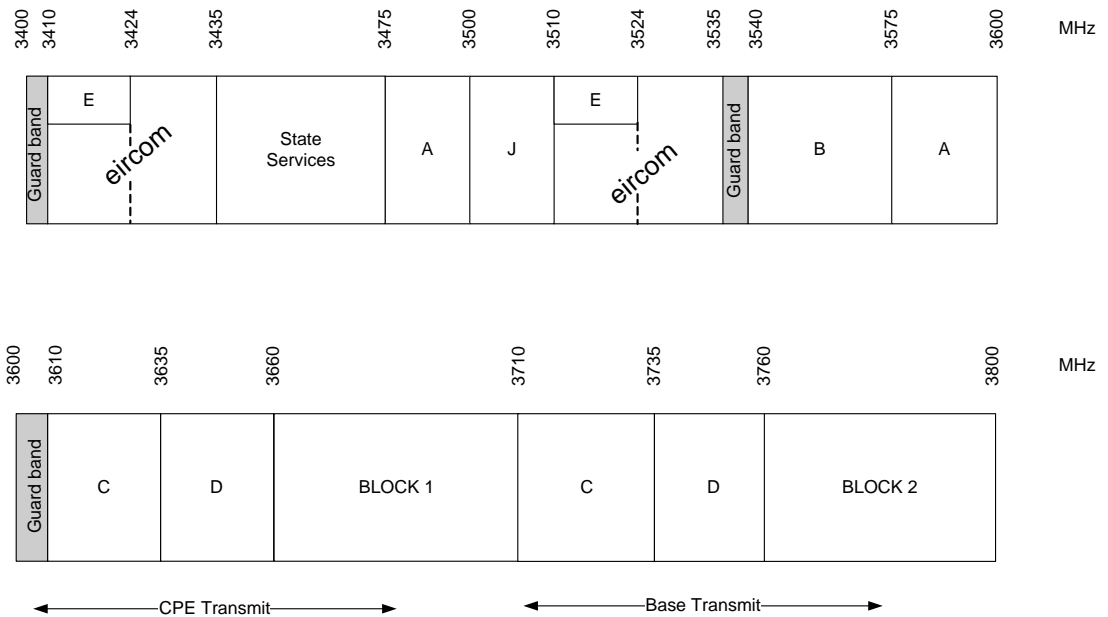 3400 3410 3424 3435 3475 3500 3510 3524 3535 3540 3575 3600 MHz
Guard band E eircom State Services A J E eircom Guard band B A
3600 3610 3635 3660 3710 3735 3760 3800 MHz
Guard band C D BLOCK 1 C D BLOCK 2
CPE Transmit Base Transmit